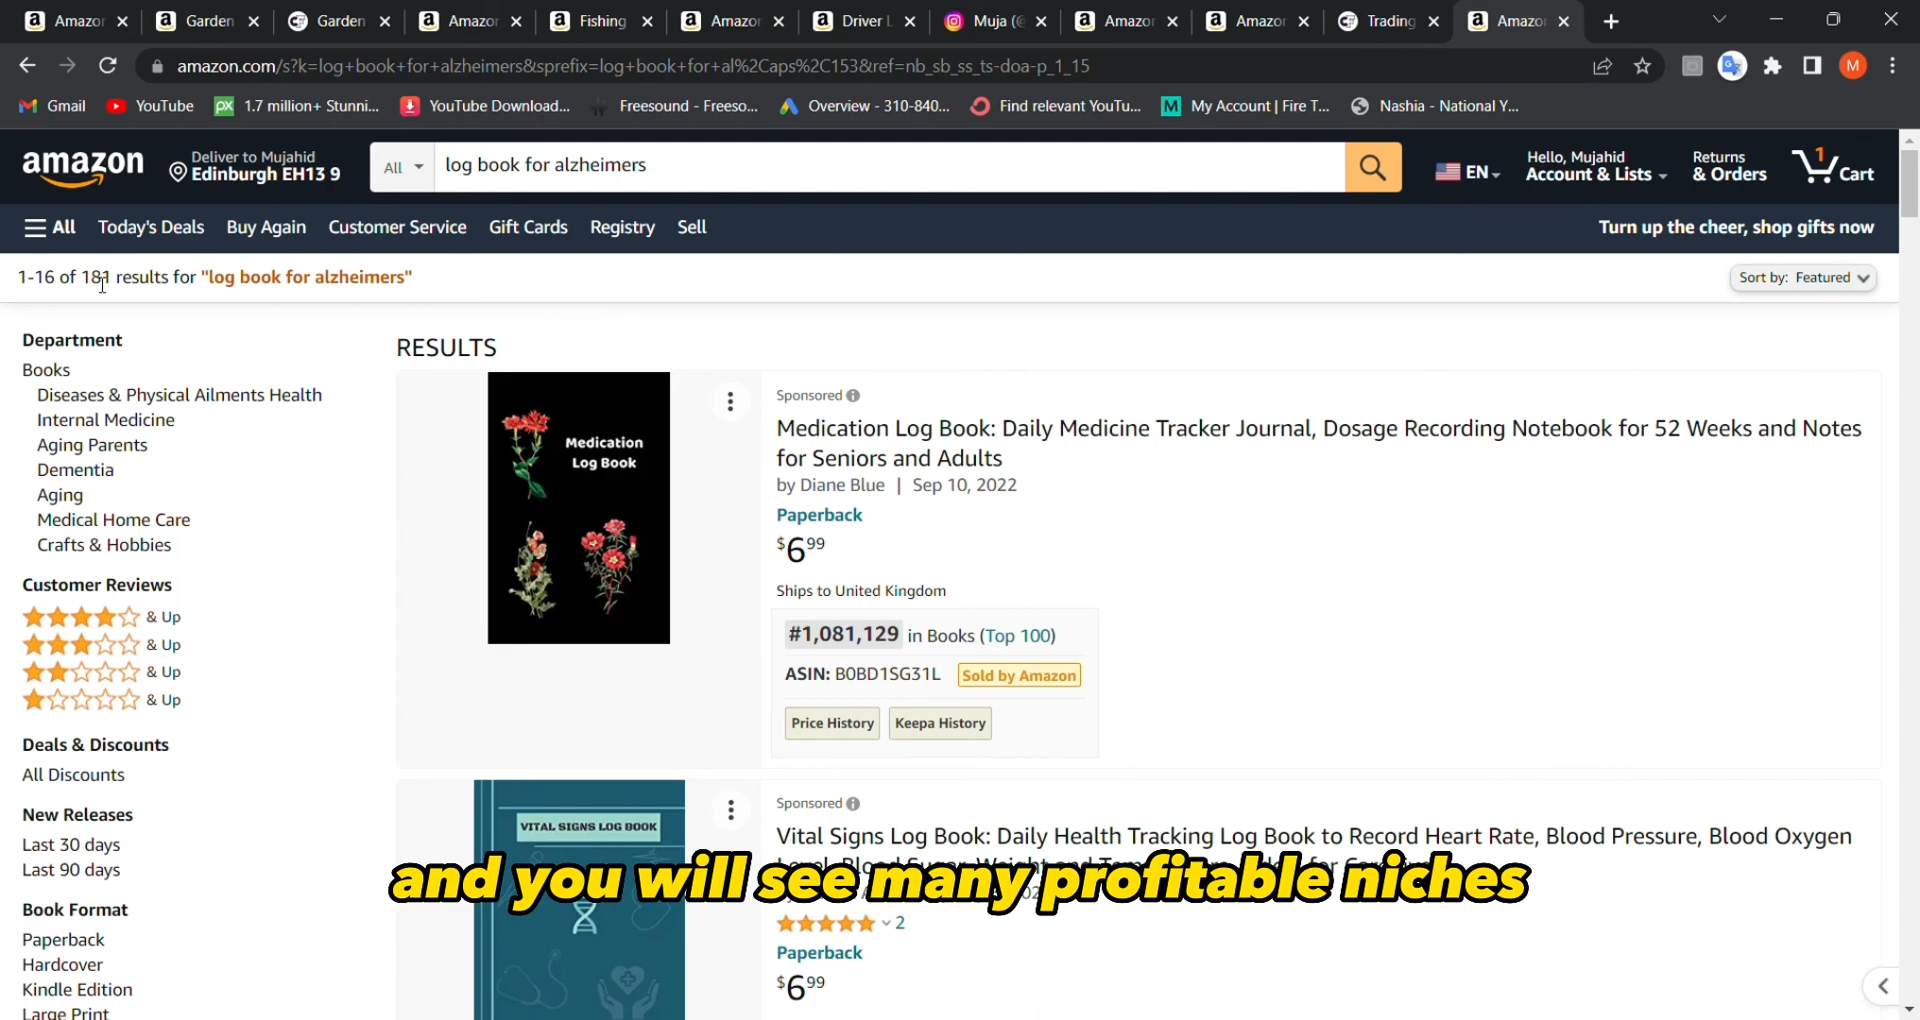 Amazor
Garden
Garden
Amazor
Fishing
Amazor
Driver L
Muja (@
Amazor
Amazor
Trading
Amazor
amazon.com/s?k=log+book+for+alzheimers&sprefix=log+book+for+al%2Caps%2C153&ref=nb_sb_ss_ts-doa-p_1_15
M
Gmail
YouTube
px 1.7 million+ Stunni...
YouTube Download...
Freesound - Freeso...
Overview - 310-840...
Find relevant YouTu...
M My Account | Fire T...
Nashia - National Y...
amazon
Deliver to Mujahid
Edinburgh EH13 9
All
log book for alzheimers
EN
Hello, Mujahid
Account & Lists
Returns
& Orders
1
Cart
All Today's Deals Buy Again Customer Service Gift Cards Registry Sell
Turn up the cheer, shop gifts now
1-16 of 181 results for "log book for alzheimers"
Sort by: Featured
Department
Books
Diseases & Physical Ailments Health
Internal Medicine
Aging Parents
Dementia
Aging
Medical Home Care
Crafts & Hobbies
Customer Reviews
& Up
& Up
& Up
& Up
Deals & Discounts
All Discounts
New Releases
Last 30 days
Last 90 days
Book Format
Paperback
Hardcover
Kindle Edition
Large Print
RESULTS
Medication
Log Book
Sponsored
Medication Log Book: Daily Medicine Tracker Journal, Dosage Recording Notebook for 52 Weeks and Notes
for Seniors and Adults
by Diane Blue | Sep 10, 2022
Paperback
$6 99
Ships to United Kingdom
#1,081,129 in Books (Top 100)
ASIN: B0BD1SG31L Sold by Amazon
Price History Keepa History
VITAL SIGNS LOG BOOK
Sponsored
Vital Signs Log Book: Daily Health Tracking Log Book to Record Heart Rate, Blood Pressure, Blood Oxygen
and you will see many profitable niches
2
Paperback
$6 99